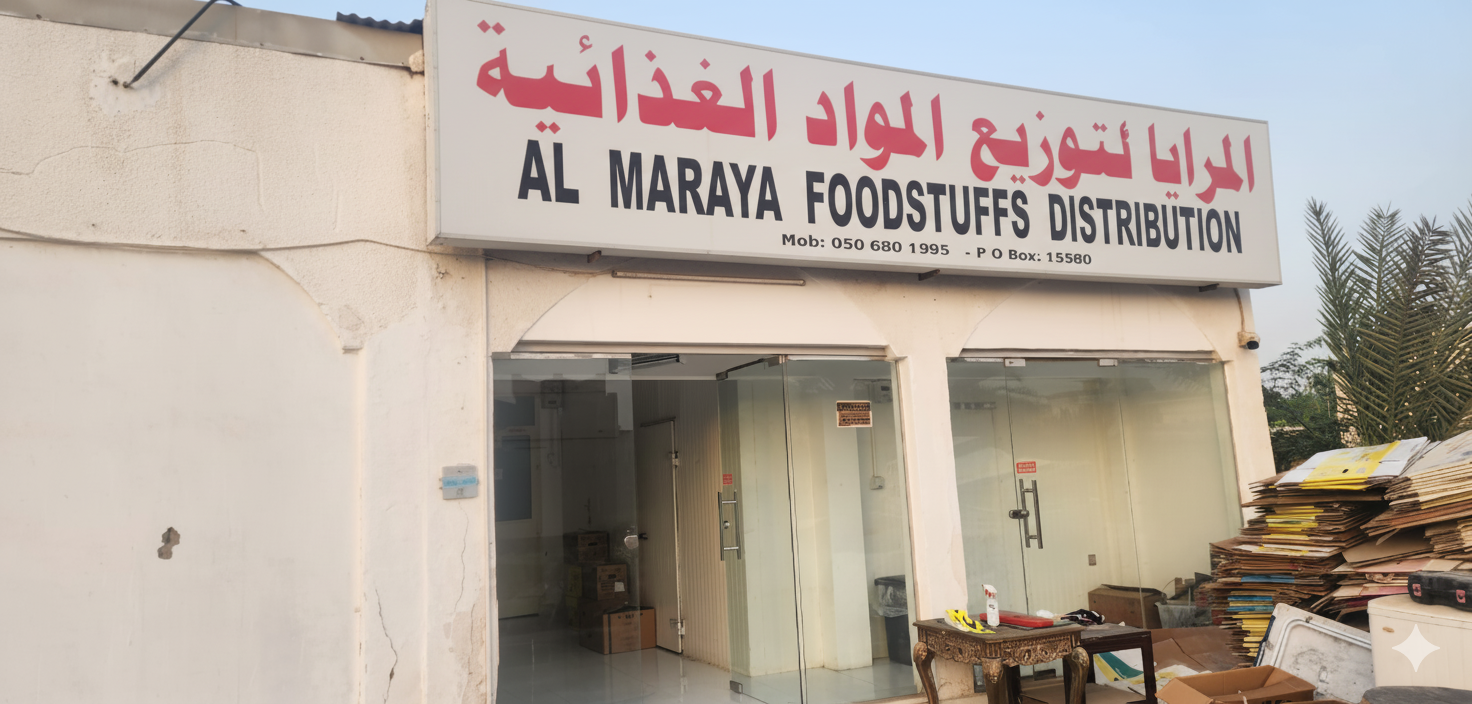 المرايا لتوزيع المواد الغذائية
AL MARAYA FOODSTUFFS DISTRIBUTION
Mob: 050 680 1995 - P O Box: 15580